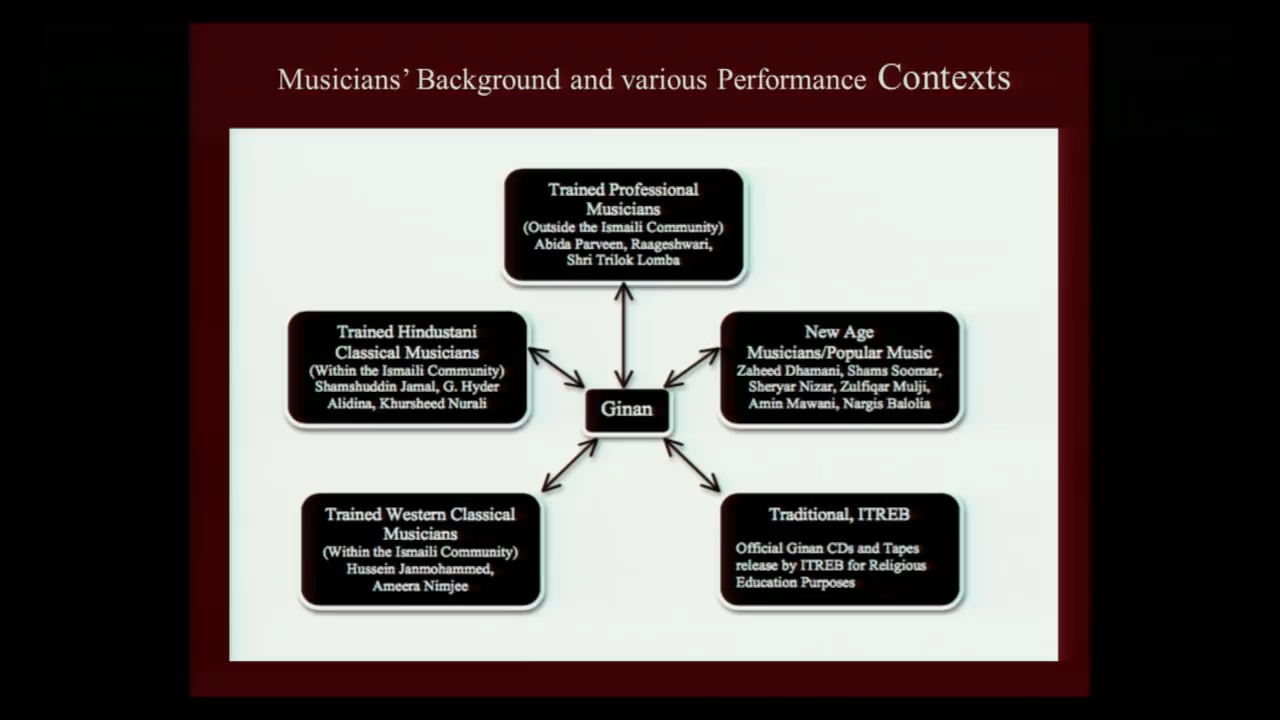 Musicians' Background and various Performance Contexts
Trained Professional
Musicians
(Outside the Ismaili Community)
Abida Parveen, Raageshwari,
Shri Trilok Lomba
Trained Hindustani
Classical Musicians
(Within the Ismaili Community)
Shamshuddin Jamal, G. Hyder
Alidina, Khursheed Nurali
New Age
Musicians/Popular Music
Zaheed Dhamani, Shams Soomar,
Sheryar Nizar, Zulfiqar Mulji,
Amin Mawani, Nargis Balolia
Ginan
Trained Western Classical
Musicians
(Within the Ismaili Community)
Hussein Janmohammed,
Ameera Nimjee
Traditional, ITREB
Official Ginan CDs and Tapes
release by ITREB for Religious
Education Purposes